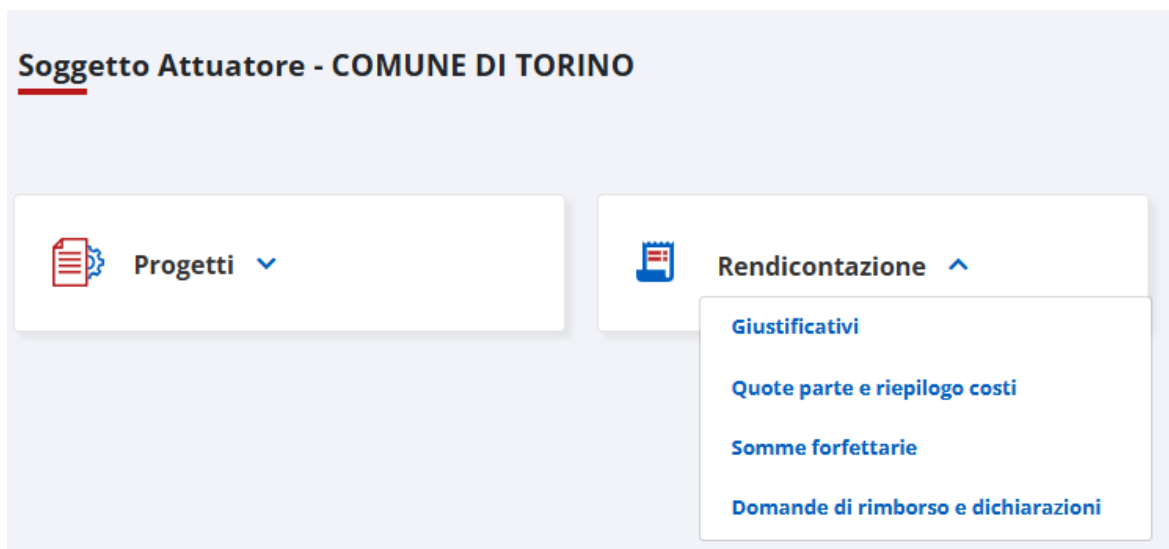 Soggetto Attuatore - COMUNE DI TORINO
Progetti
Rendicontazione
Giustificativi
Quote parte e riepilogo costi
Somme forfettarie
Domande di rimborso e dichiarazioni